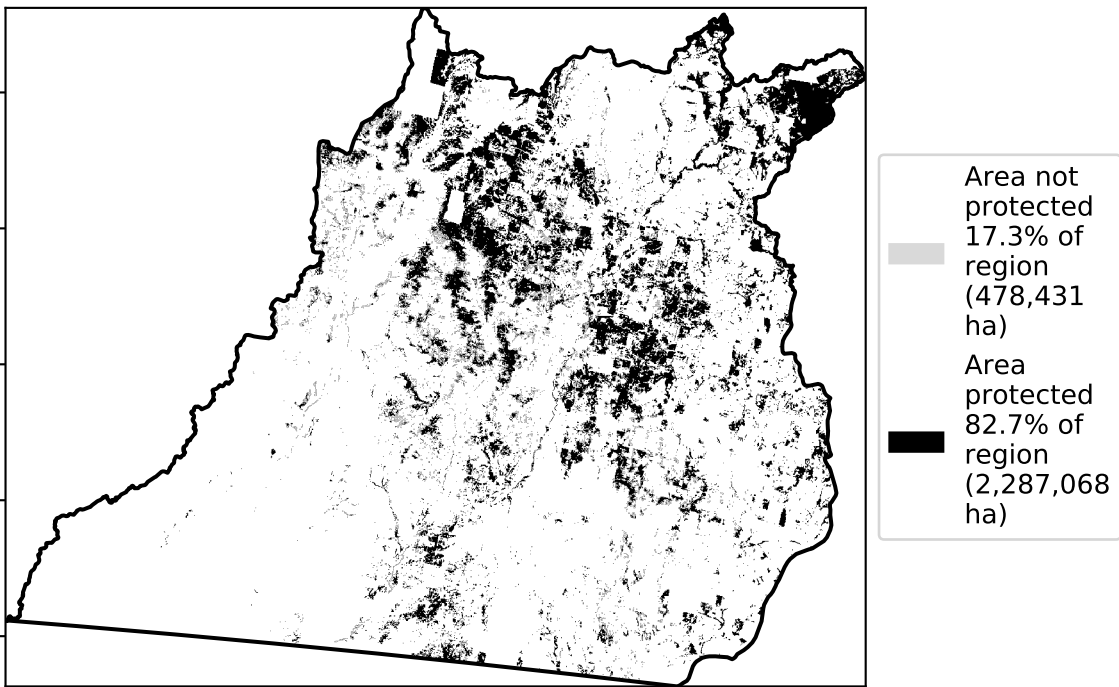 Area not
protected
17.3% of
region
(478,431
ha)
Area
protected
82.7% of
region
(2,287,068
ha)